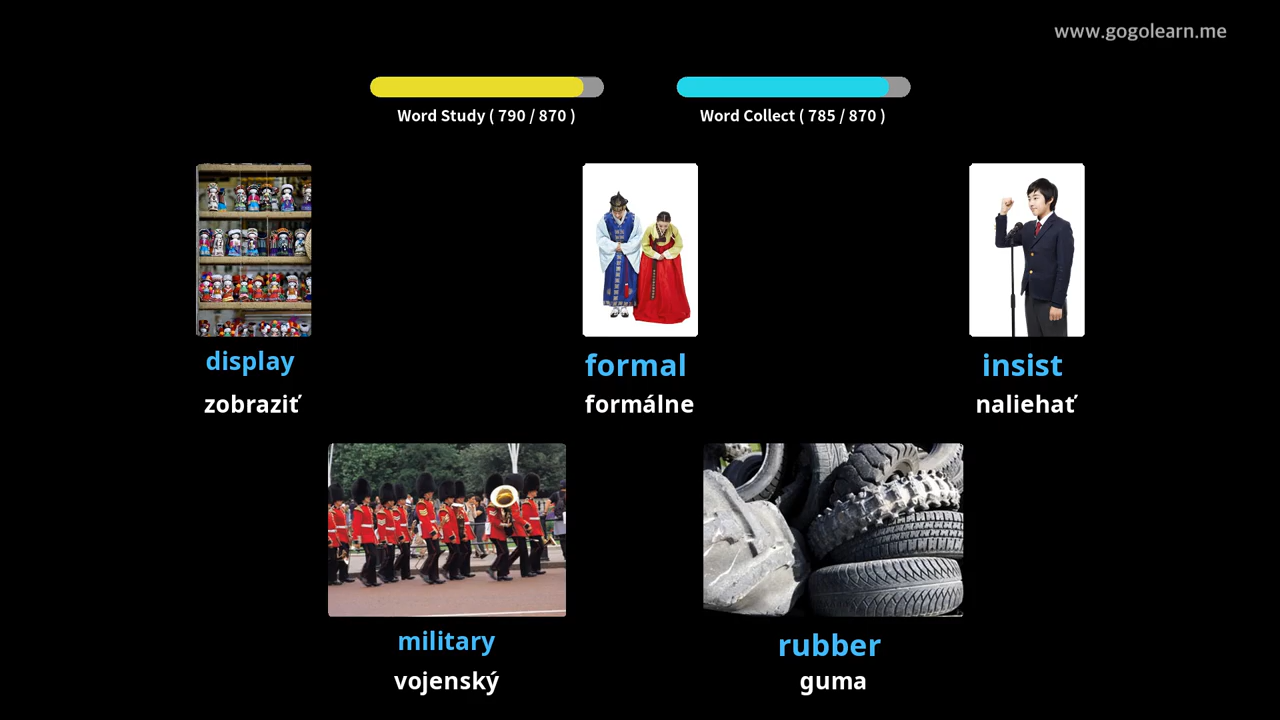 www.gogolearn.me
Word Study ( 790 / 870 )
Word Collect ( 785 / 870 )
display
zobraziť
formal
formálne
insist
naliehať
military
vojenský
rubber
guma